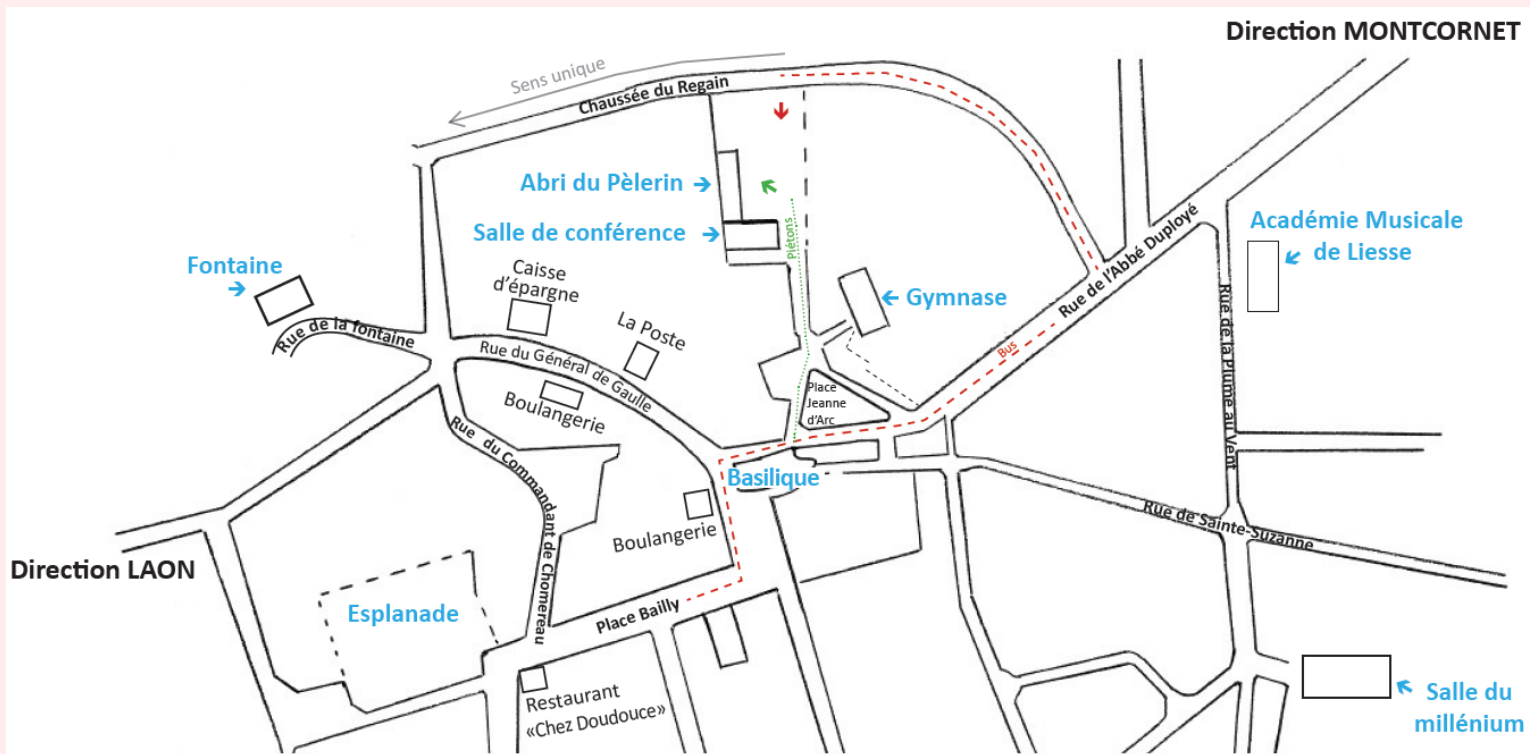 Direction MONTCORNET
Sens unique
Chaussée du Regain
Abri du Pèlerin
Salle de conférence
Piétons
Rue de l'Abbé Duployé
Académie Musicale
de Liesse
Fontaine
Caisse
d'épargne
Gymnase
La Poste
Rue de la fontaine
Rue du Général de Gaulle
Bus
Rue de la Plume au Vent
Boulangerie
Place
Jeanne
d'Arc
Rue du Commandant de Chomereau
Basilique
Boulangerie
Rue de Sainte-Suzanne
Direction LAON
Esplanade
Place Bailly
Restaurant
«Chez Doudouce»
Salle du
millénium